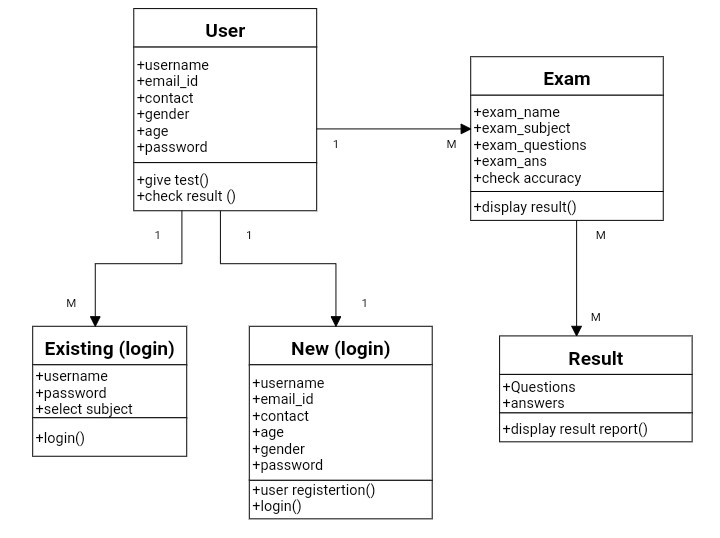 User
+username
+email_id
+contact
+gender
+age
+password
+give test()
+check result ()
Exam
+exam_name
+exam_subject
+exam_questions
+exam_ans
+check accuracy
+display result()
1
M
1
1
M
M
1
M
Existing (login)
+username
+password
+select subject
+login()
New (login)
+username
+email_id
+contact
+age
+gender
+password
+user registertion()
+login()
Result
+Questions
+answers
+display result report()